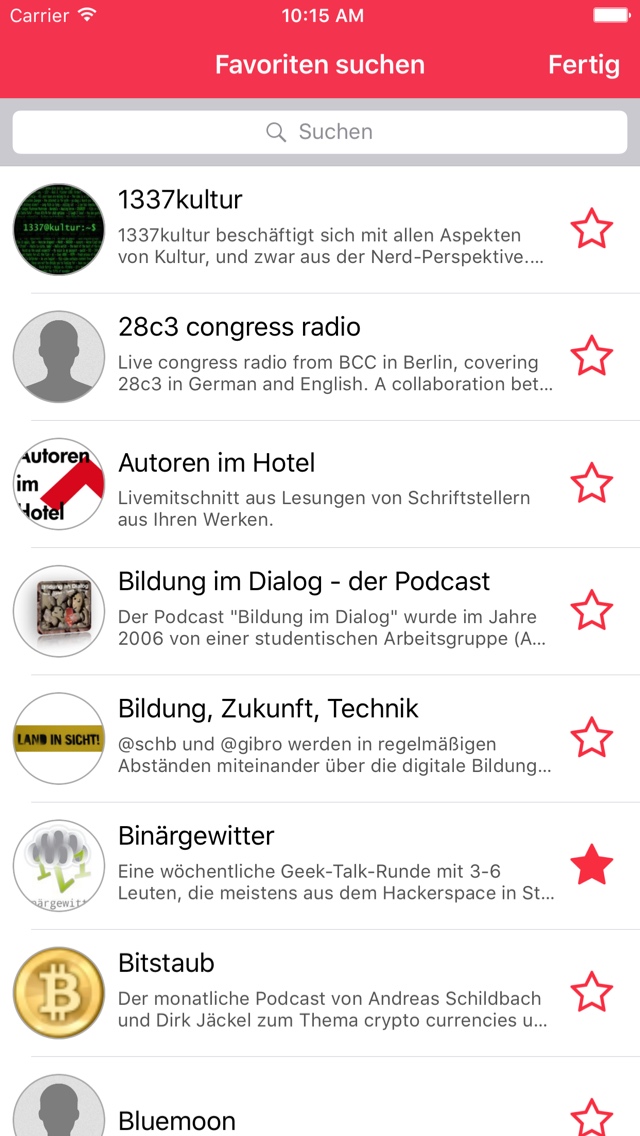 Carrier 10:15 AM
Favoriten suchen Fertig
Suchen
1337kultur
1337@kultur:~$
1337kultur beschäftigt sich mit allen Aspekten
von Kultur, und zwar aus der Nerd-Perspektive....
28c3 congress radio
Live congress radio from BCC in Berlin, covering
28c3 in German and English. A collaboration bet...
Autoren
im
Hotel
Autoren im Hotel
Livemitschnitt aus Lesungen von Schriftstellern
aus Ihren Werken.
Bildung im Dialog - der Podcast
Der Podcast "Bildung im Dialog" wurde im Jahre
2006 von einer studentischen Arbeitsgruppe (A...
LAND IN SICHT!
Bildung, Zukunft, Technik
@schb und @gibro werden in regelmäßigen
Abständen miteinander über die digitale Bildung...
Binärgewitter
närgewitt
Eine wöchentliche Geek-Talk-Runde mit 3-6
Leuten, die meistens aus dem Hackerspace in St...
Bitstaub
Der monatliche Podcast von Andreas Schildbach
und Dirk Jäckel zum Thema crypto currencies u...
Bluemoon